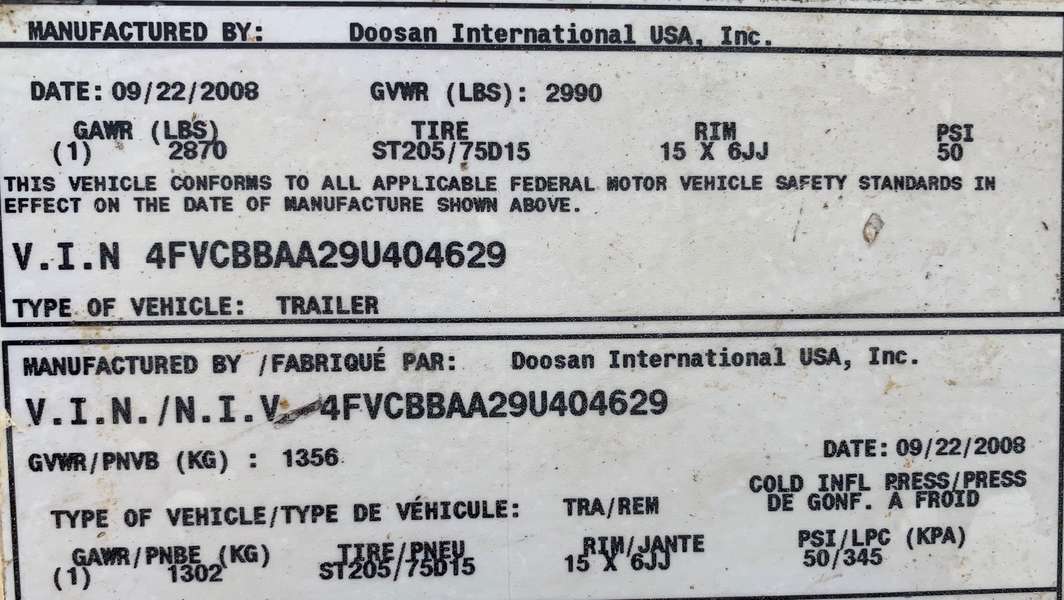 MANUFACTURED BY: Doosan International USA, Inc.
DATE: 09/22/2008 GVWR (LBS): 2990
GAWR (LBS) TIRE RIM PSI
(1) 2870 ST205/75D15 15 X 6JJ 50
THIS VEHICLE CONFORMS TO ALL APPLICABLE FEDERAL MOTOR VEHICLE SAFETY STANDARDS IN
EFFECT ON THE DATE OF MANUFACTURE SHOWN ABOVE.
V.I.N 4FVCBBAA29U404629
TYPE OF VEHICLE: TRAILER
MANUFACTURED BY /FABRIQUÉ PAR: Doosan International USA, Inc.
V.I.N./N.I.V. 4FVCBBAA29U404629
DATE: 09/22/2008
GVWR/PNVB (KG) : 1356
COLD INFL PRESS/PRESS
DE GONF. A FROID
TYPE OF VEHICLE/TYPE DE VÉHICULE: TRA/REM
GAWR/PNBE (KG) TIRE/PNEU RIM/JANTE PSI/LPC (KPA)
(1) 1302 ST205/75D15 15 X 6JJ 50/345